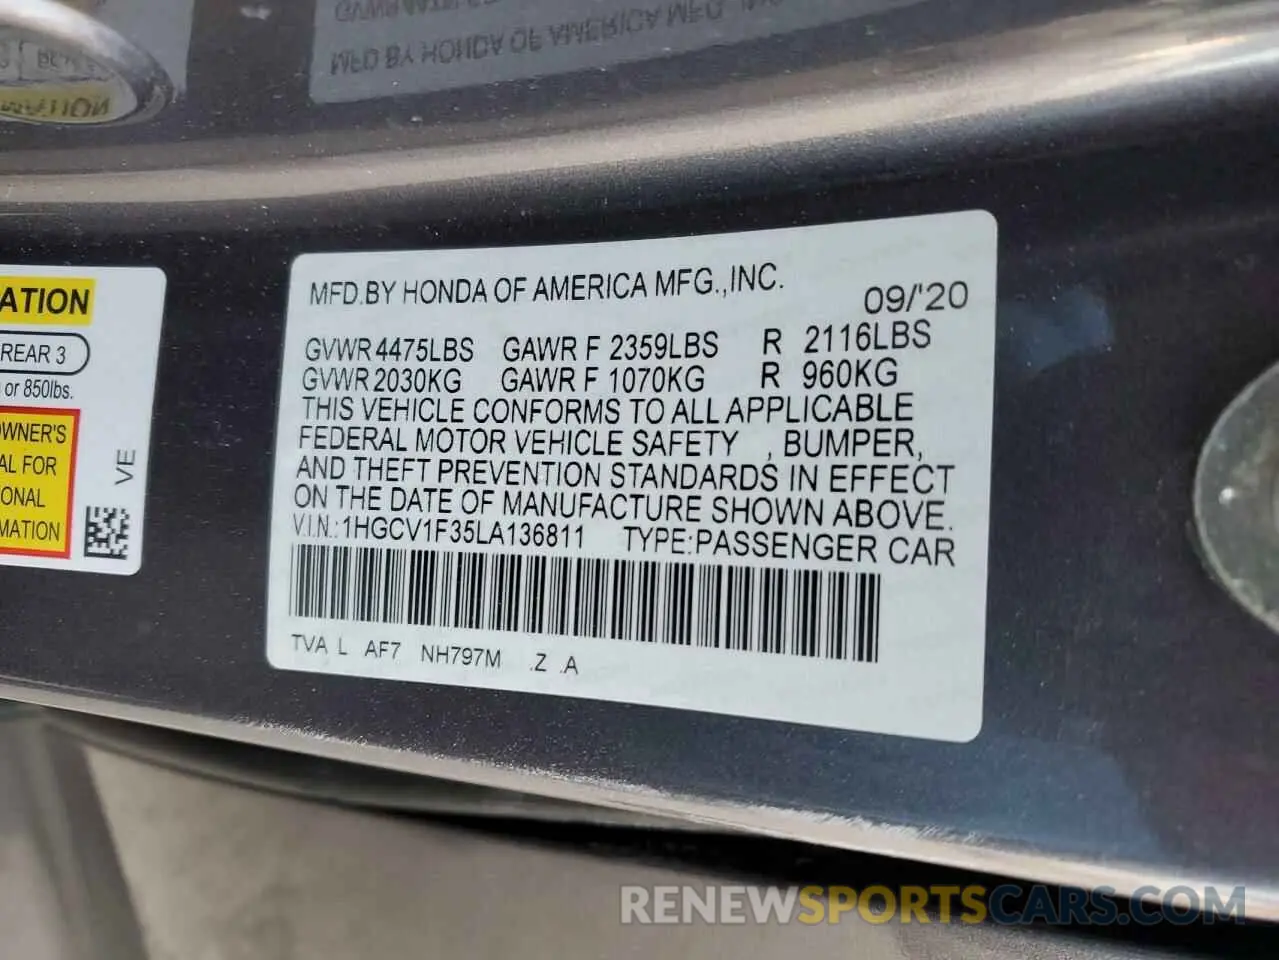 MFD BY HONDA OF AMERICA MFG., INC
ATION
REAR 3
or 850lbs.
OWNER'S
AL FOR
IONAL
MATION
VE
MFD.BY HONDA OF AMERICA MFG.,INC.
09/'20
GVWR 4475LBS GAWR F 2359LBS R 2116LBS
GVWR 2030KG GAWR F 1070KG R 960KG
THIS VEHICLE CONFORMS TO ALL APPLICABLE
FEDERAL MOTOR VEHICLE SAFETY , BUMPER,
AND THEFT PREVENTION STANDARDS IN EFFECT
ON THE DATE OF MANUFACTURE SHOWN ABOVE.
V.I.N.:1HGCV1F35LA136811 TYPE:PASSENGER CAR
TVA L AF7 NH797M .Z .A
RENEWSPORTSCARS.COM